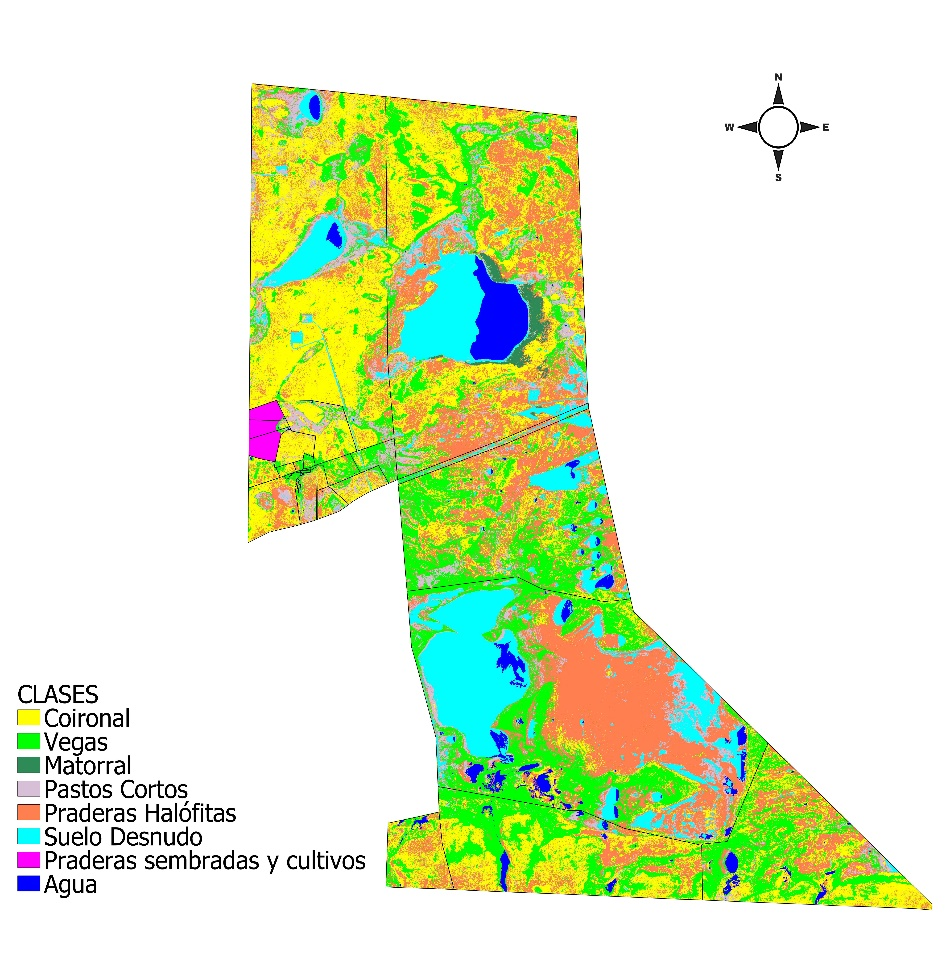 N
W E
S
CLASES
Coironal
Vegas
Matorral
Pastos Cortos
Praderas Halófitas
Suelo Desnudo
Praderas sembradas y cultivos
Agua